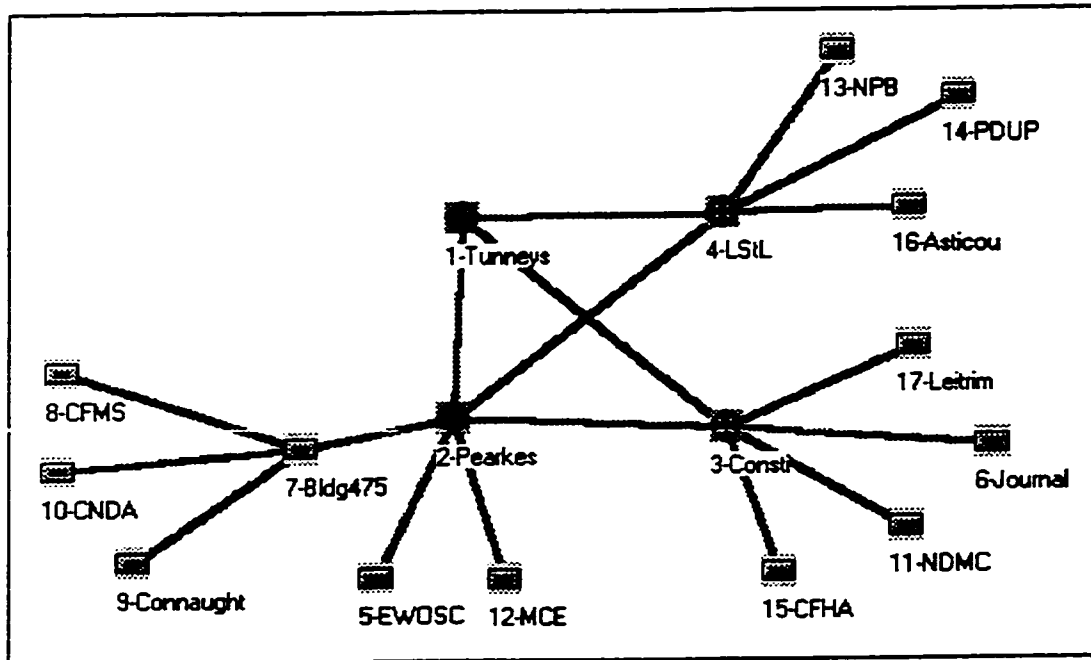 13-NPB
14-PDUP
16-Asticou
1-Tunneys
4-LStL
17-Leitrim
8-CFMS
2-Pearkes
3-Constr
6-Journal
7-Bldg475
10-CNDA
11-NDMC
9-Connaught
5-EWOSC
12-MCE
15-CFHA